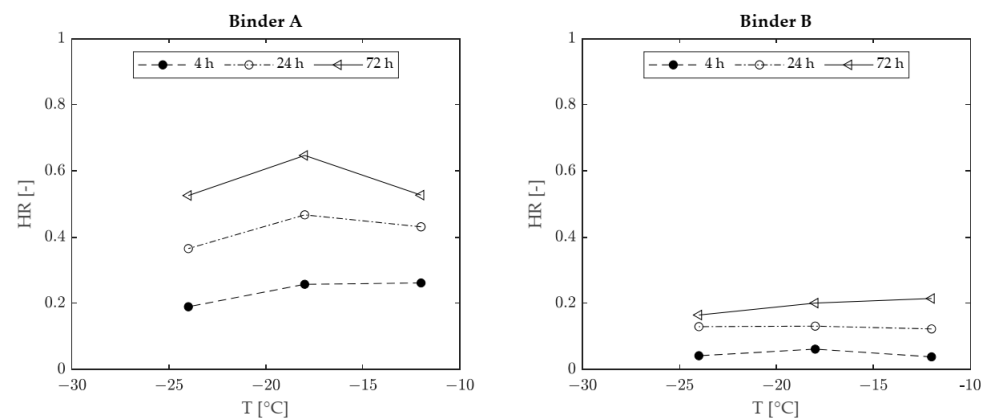 Binder A
1
4 h 24 h 72 h
0.8
0.6
HR [-]
0.4
0.2
0
−30 −25 −20 −15 −10
T [°C]
Binder B
1
4 h 24 h 72 h
0.8
0.6
HR [-]
0.4
0.2
0
−30 −25 −20 −15 -10
T [°C]